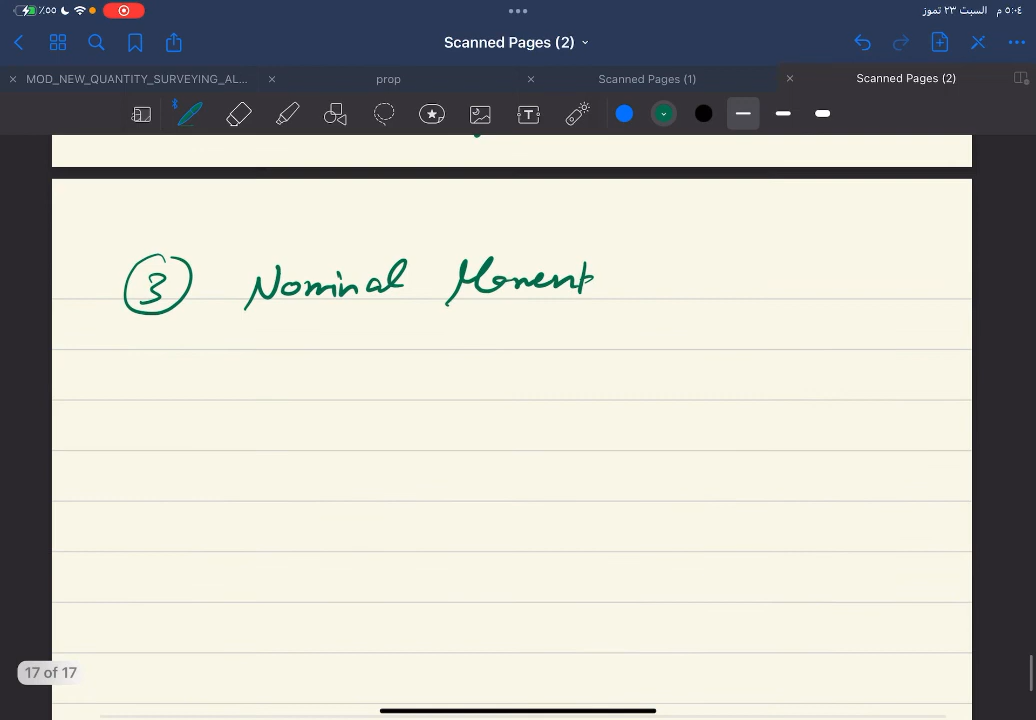 ٪٥٥
٥:٠٤ م السبت ٢٣ تموز
Scanned Pages (2)
MOD_NEW_QUANTITY_SURVEYING_AL...
prop
Scanned Pages (1)
Scanned Pages (2)
T
3 Nominal Moment
17 of 17